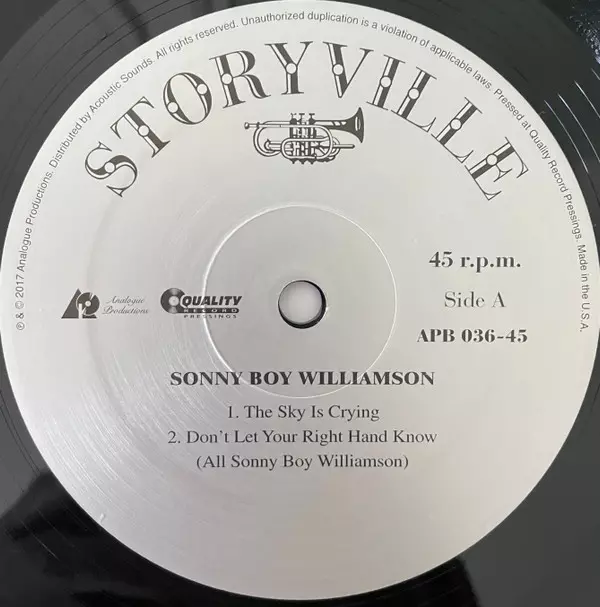 ℗ & © 2017 Analogue Productions. Distributed by Acoustic Sounds. All rights reserved. Unauthorized duplication is a violation of applicable laws. Pressed at Quality Record Pressings. Made in the U.S.A.
STORYVILLE
45 r.p.m.
Side A
APB 036-45
Analogue
Productions
QUALITY
RECORD
PRESSINGS
SONNY BOY WILLIAMSON
1. The Sky Is Crying
2. Don't Let Your Right Hand Know
(All Sonny Boy Williamson)